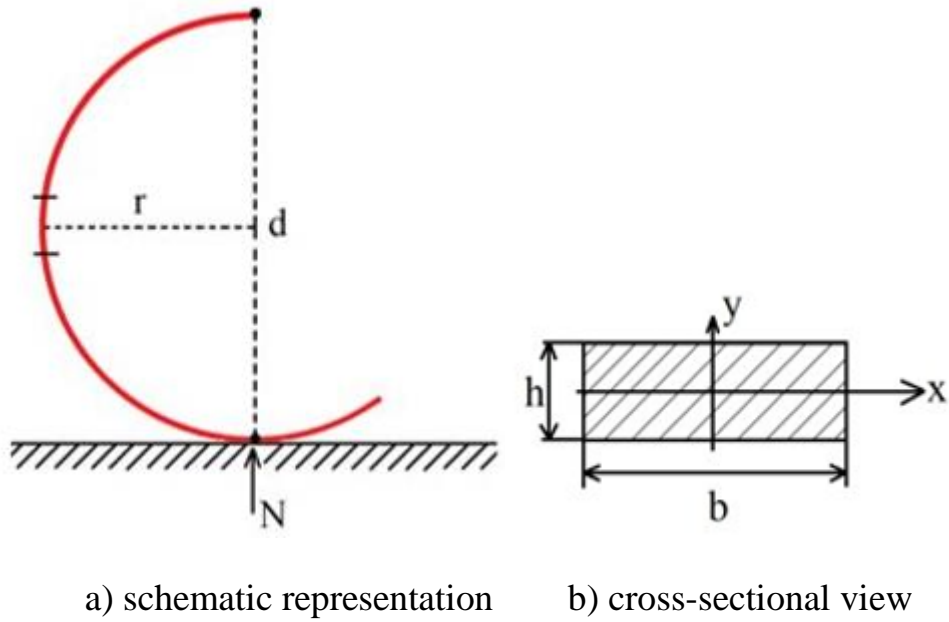 r
d
N
y
h
x
b
a) schematic representation
b) cross-sectional view